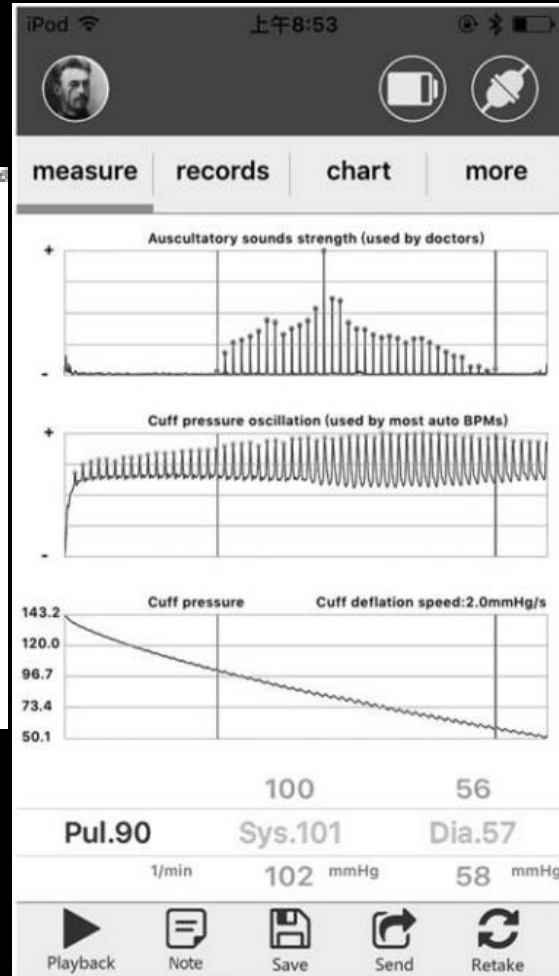 iPod 上午8:53
measure records chart more
Auscultatory sounds strength (used by doctors)
+
-
Cuff pressure oscillation (used by most auto BPMs)
+
-
Cuff pressure Cuff deflation speed:2.0mmHg/s
143.2
120.0
96.7
73.4
50.1
100 56
Pul.90 Sys.101 Dia.57
1/min 102 mmHg 58 mmHg
Playback Note Save Send Retake